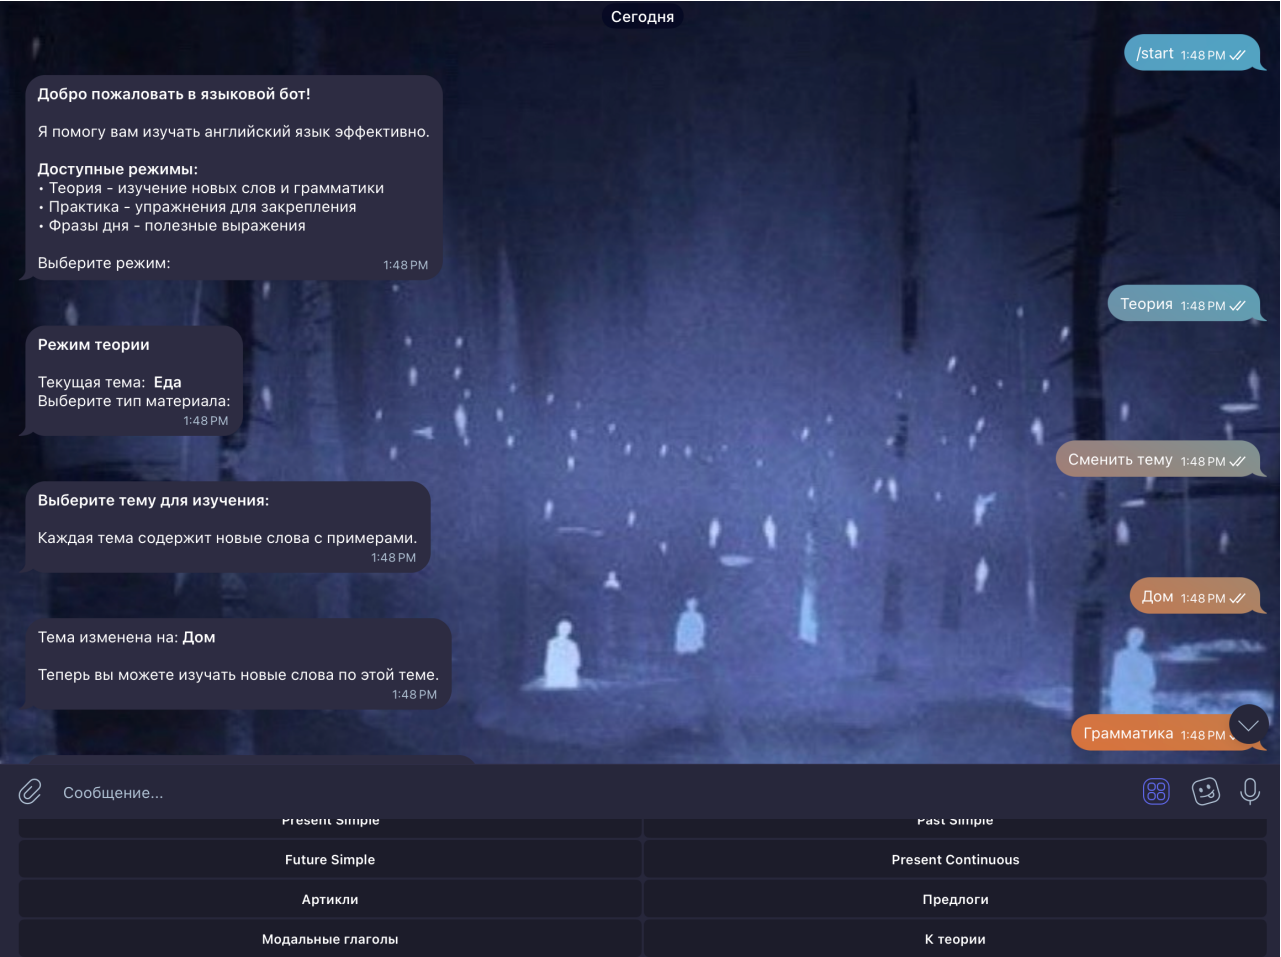 Сегодня
/start 1:48 PM
Добро пожаловать в языковой бот!
Я помогу вам изучать английский язык эффективно.
Доступные режимы:
• Теория - изучение новых слов и грамматики
• Практика - упражнения для закрепления
• Фразы дня - полезные выражения
Выберите режим: 1:48 PM
Теория 1:48 PM
Режим теории
Текущая тема: Еда
Выберите тип материала:
1:48 PM
Сменить тему 1:48 PM
Выберите тему для изучения:
Каждая тема содержит новые слова с примерами.
1:48 PM
Дом 1:48 PM
Тема изменена на: Дом
Теперь вы можете изучать новые слова по этой теме.
1:48 PM
Грамматика 1:48 PM
Сообщение...
Present Simple Past Simple
Future Simple Present Continuous
Артикли Предлоги
Модальные глаголы К теории